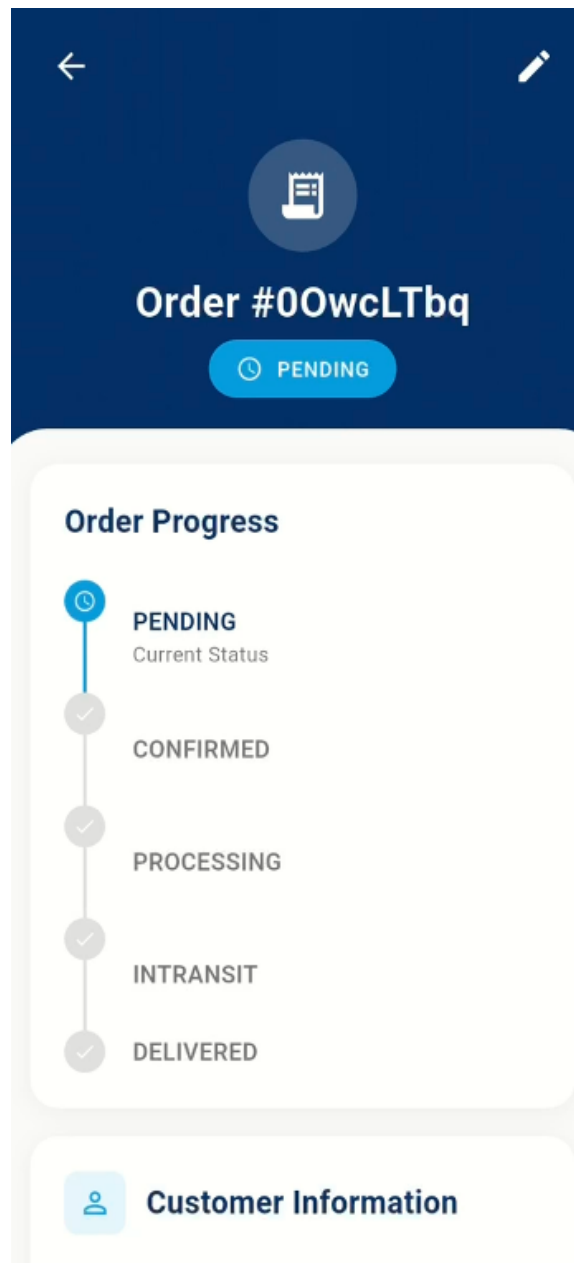 Order #0OwcLTbq
PENDING
Order Progress
PENDING
Current Status
CONFIRMED
PROCESSING
INTRANSIT
DELIVERED
Customer Information